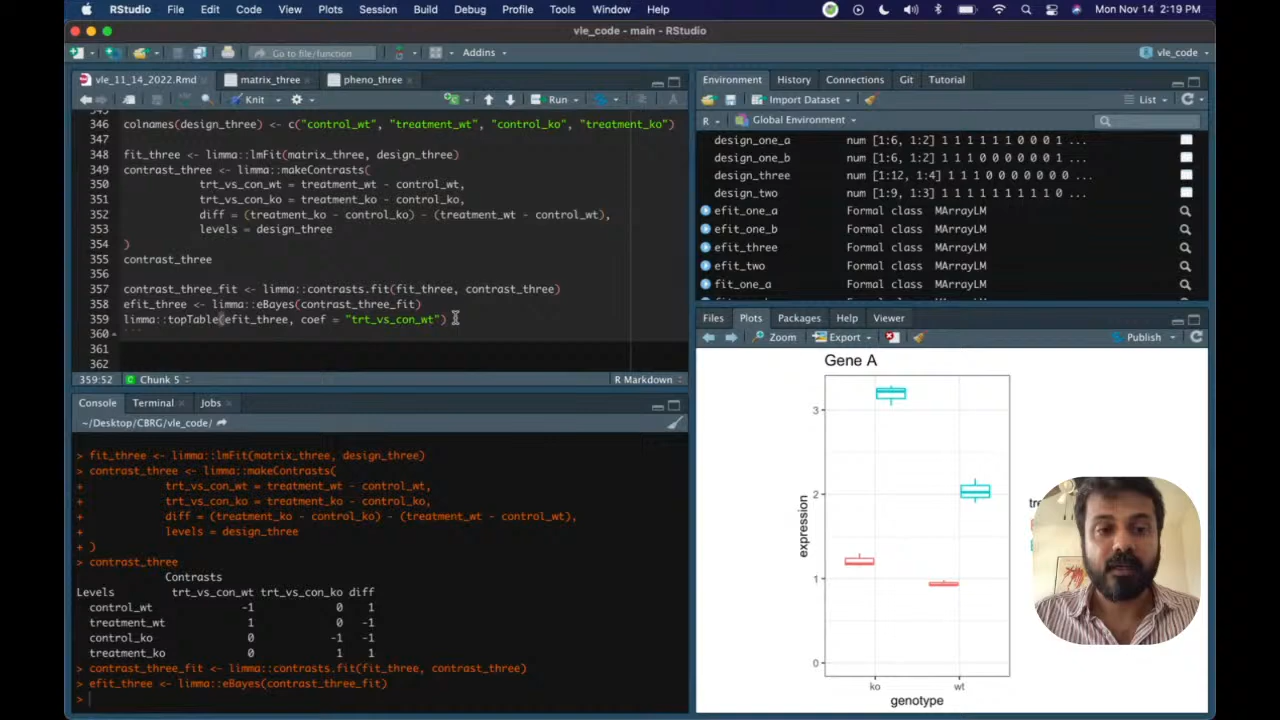 RStudio File Edit Code View Plots Session Build Debug Profile Tools Window Help Mon Nov 14 2:19 PM
vle_code - main - RStudio
Go to file/function Addins vle_code
vle_11_14_2022.Rmd matrix_three pheno_three
Knit Run
346 colnames(design_three) <- c("control_wt", "treatment_wt", "control_ko", "treatment_ko")
347
348 fit_three <- limma::lmFit(matrix_three, design_three)
349 contrast_three <- limma::makeContrasts(
350 trt_vs_con_wt = treatment_wt - control_wt,
351 trt_vs_con_ko = treatment_ko - control_ko,
352 diff = (treatment_ko - control_ko) - (treatment_wt - control_wt),
353 levels = design_three
354 )
355 contrast_three
356
357 contrast_three_fit <- limma::contrasts.fit(fit_three, contrast_three)
358 efit_three <- limma::eBayes(contrast_three_fit)
359 limma::topTable(efit_three, coef = "trt_vs_con_wt")
360 ```
361
362
359:52 Chunk 5 R Markdown
Console Terminal Jobs
~/Desktop/CBRG/vle_code/
> fit_three <- limma::lmFit(matrix_three, design_three)
> contrast_three <- limma::makeContrasts(
+ trt_vs_con_wt = treatment_wt - control_wt,
+ trt_vs_con_ko = treatment_ko - control_ko,
+ diff = (treatment_ko - control_ko) - (treatment_wt - control_wt),
+ levels = design_three
+ )
> contrast_three
Contrasts
Levels trt_vs_con_wt trt_vs_con_ko diff
control_wt -1 0 1
treatment_wt 1 0 -1
control_ko 0 -1 -1
treatment_ko 0 1 1
> contrast_three_fit <- limma::contrasts.fit(fit_three, contrast_three)
> efit_three <- limma::eBayes(contrast_three_fit)
>
Environment History Connections Git Tutorial
Import Dataset List
R Global Environment
design_one_a num [1:6, 1:2] 1 1 1 1 1 1 0 0 0 1 ...
design_one_b num [1:6, 1:2] 1 1 1 0 0 0 0 0 0 1 ...
design_three num [1:12, 1:4] 1 1 1 0 0 0 0 0 0 0 ...
design_two num [1:9, 1:3] 1 1 1 1 1 1 1 1 1 0 ...
efit_one_a Formal class MArrayLM
efit_one_b Formal class MArrayLM
efit_three Formal class MArrayLM
efit_two Formal class MArrayLM
fit_one_a Formal class MArrayLM
Files Plots Packages Help Viewer
Zoom Export Publish
Gene A
3
2
1
0
expression
ko wt
genotype